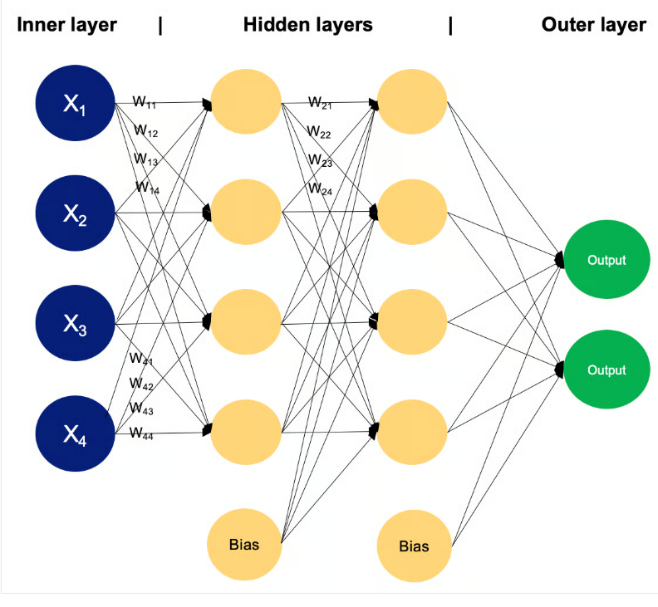 Inner layer | Hidden layers | Outer layer
X1
W11
W12
W13
W14
W21
W22
W23
W24
X2
X3
X4
W41
W42
W43
W44
Output
Output
Bias
Bias